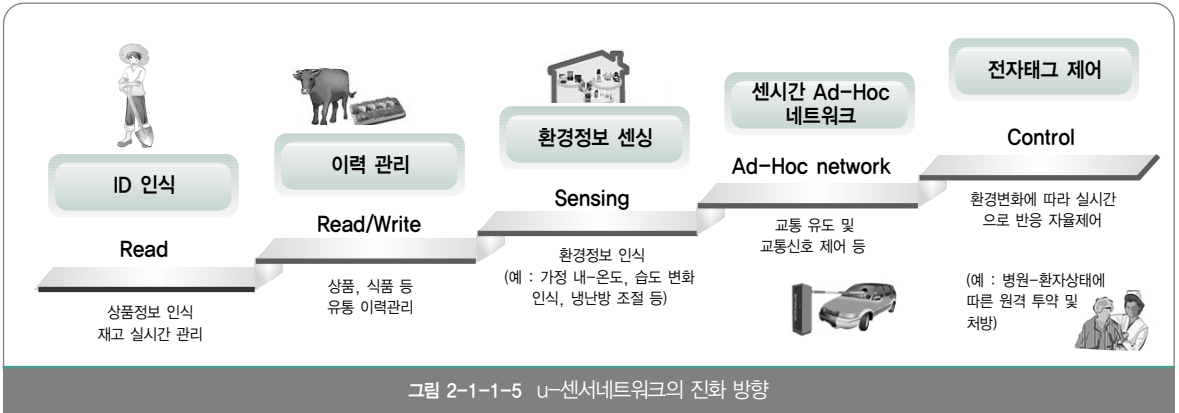 ID 인식
Read
상품정보 인식
재고 실시간 관리
이력 관리
Read/Write
상품, 식품 등
유통 이력관리
환경정보 센싱
Sensing
환경정보 인식
(예 : 가정 내-온도, 습도 변화
인식, 냉난방 조절 등)
센시간 Ad-Hoc
네트워크
Ad-Hoc network
교통 유도 및
교통신호 제어 등
전자태그 제어
Control
환경변화에 따라 실시간
으로 반응 자율제어
(예 : 병원-환자상태에
따른 원격 투약 및
처방)
그림 2-1-1-5 u-센서네트워크의 진화 방향